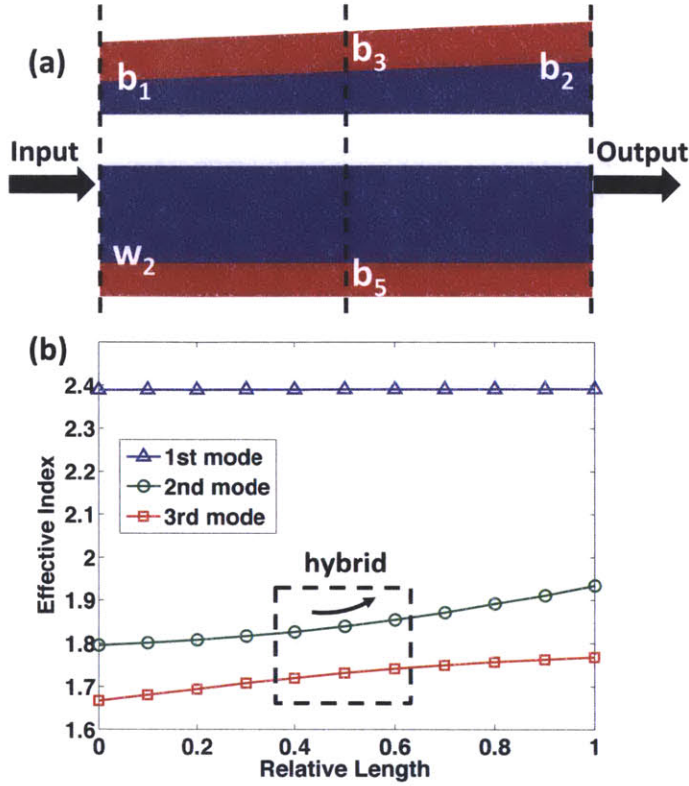 (a)
b1
b3
b2
Input
Output
w2
b5
(b)
2.4
2.3
2.2
2.1
2
1.9
1.8
1.7
1.6
Effective Index
1st mode
2nd mode
3rd mode
hybrid
0 0.2 0.4 0.6 0.8 1
Relative Length